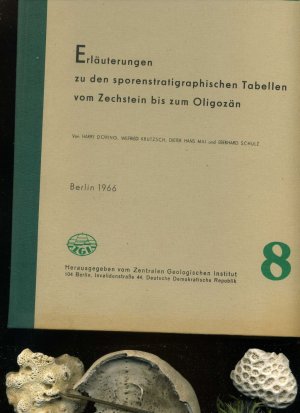 Erläuterungen
zu den sporenstratigraphischen Tabellen
vom Zechstein bis zum Oligozän
Von HARRY DÖRING, WILFRIED KRUTZSCH, DIETER HANS MAI und EBERHARD SCHULZ
Berlin 1966
ZGI
8
Herausgegeben vom Zentralen Geologischen Institut
104 Berlin, Invalidenstraße 44, Deutsche Demokratische Republik